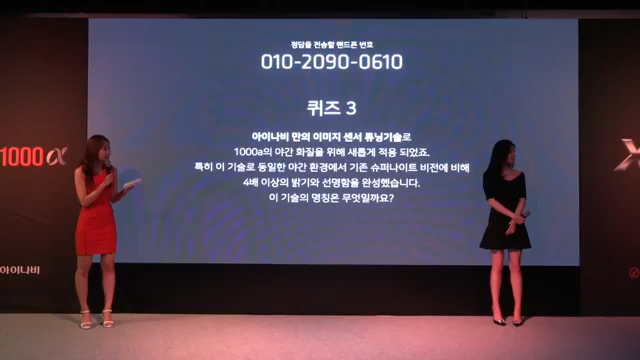 정답을 전송할 핸드폰 번호
010-2090-0610
퀴즈 3
아이나비 만의 이미지 센서 튜닝기술로
1000a의 야간 화질을 위해 새롭게 적용 되었죠.
특히 이 기술로 동일한 야간 환경에서 기존 슈퍼나이트 비전에 비해
4배 이상의 밝기와 선명함을 완성했습니다.
이 기술의 명칭은 무엇일까요?
1000α
아이나비
X